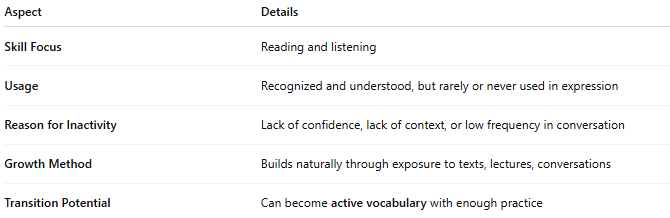 Aspect Details
Skill Focus Reading and listening
Usage Recognized and understood, but rarely or never used in expression
Reason for Inactivity Lack of confidence, lack of context, or low frequency in conversation
Growth Method Builds naturally through exposure to texts, lectures, conversations
Transition Potential Can become active vocabulary with enough practice